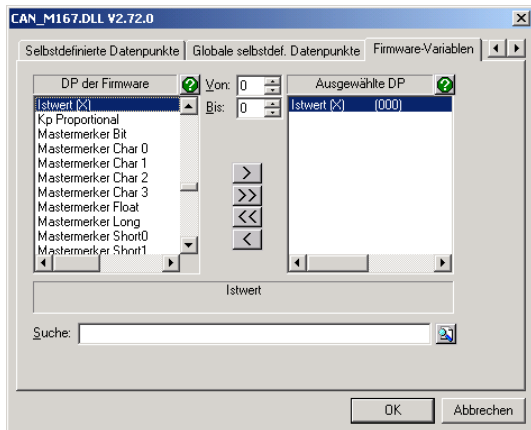 CAN_M167.DLL V2.72.0
Selbstdefinierte Datenpunkte
Globale selbstdef. Datenpunkte
Firmware-Variablen
DP der Firmware
Von: 0
Ausgewählte DP
Bis: 0
Istwert (X)
Kp Proportional
Mastermerker Bit
Mastermerker Char 0
Mastermerker Char 1
Mastermerker Char 2
Mastermerker Char 3
Mastermerker Float
Mastermerker Long
Mastermerker Short0
Mastermerker Short1
>
>>
<<
<
Istwert (X) (000)
Istwert
Suche:
OK
Abbrechen